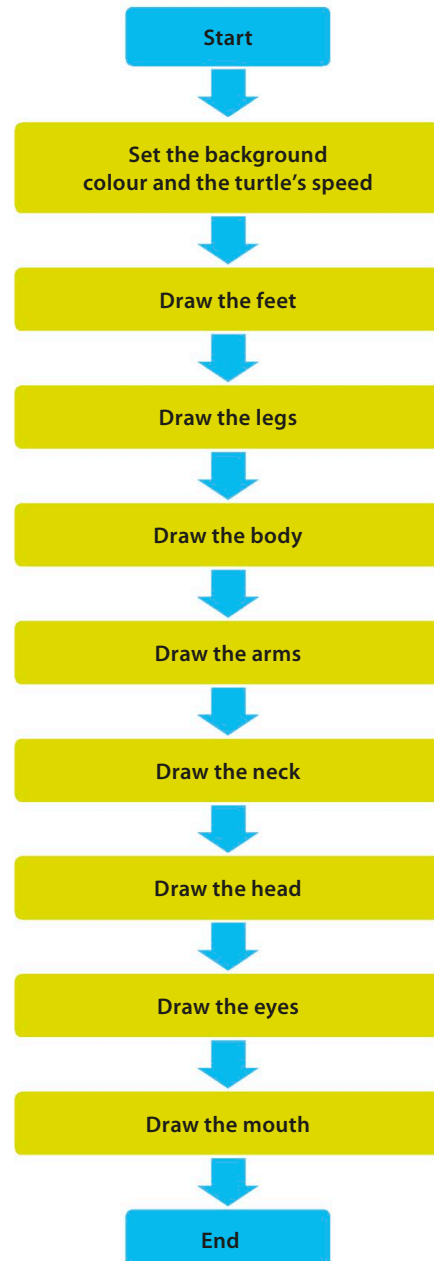 Start
Set the background
colour and the turtle’s speed
Draw the feet
Draw the legs
Draw the body
Draw the arms
Draw the neck
Draw the head
Draw the eyes
Draw the mouth
End